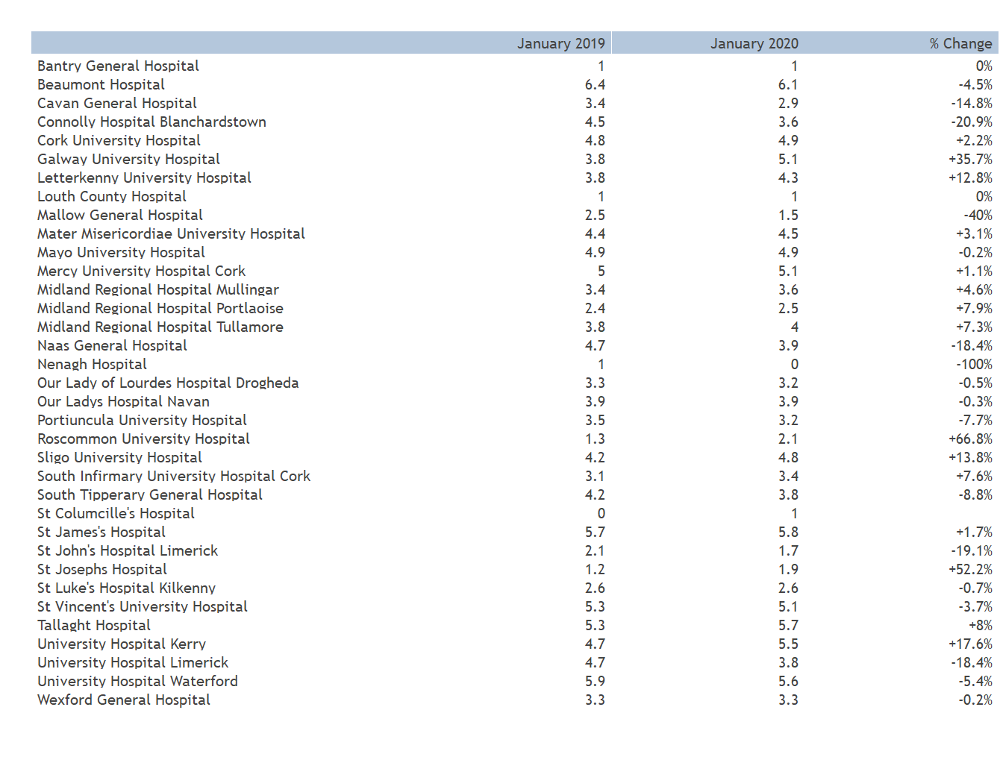 January 2019 January 2020 % Change
Bantry General Hospital 1 1 0%
Beaumont Hospital 6.4 6.1 -4.5%
Cavan General Hospital 3.4 2.9 -14.8%
Connolly Hospital Blanchardstown 4.5 3.6 -20.9%
Cork University Hospital 4.8 4.9 +2.2%
Galway University Hospital 3.8 5.1 +35.7%
Letterkenny University Hospital 3.8 4.3 +12.8%
Louth County Hospital 1 1 0%
Mallow General Hospital 2.5 1.5 -40%
Mater Misericordiae University Hospital 4.4 4.5 +3.1%
Mayo University Hospital 4.9 4.9 -0.2%
Mercy University Hospital Cork 5 5.1 +1.1%
Midland Regional Hospital Mullingar 3.4 3.6 +4.6%
Midland Regional Hospital Portlaoise 2.4 2.5 +7.9%
Midland Regional Hospital Tullamore 3.8 4 +7.3%
Naas General Hospital 4.7 3.9 -18.4%
Nenagh Hospital 1 0 -100%
Our Lady of Lourdes Hospital Drogheda 3.3 3.2 -0.5%
Our Ladys Hospital Navan 3.9 3.9 -0.3%
Portiuncula University Hospital 3.5 3.2 -7.7%
Roscommon University Hospital 1.3 2.1 +66.8%
Sligo University Hospital 4.2 4.8 +13.8%
South Infirmary University Hospital Cork 3.1 3.4 +7.6%
South Tipperary General Hospital 4.2 3.8 -8.8%
St Columcille's Hospital 0 1
St James's Hospital 5.7 5.8 +1.7%
St John's Hospital Limerick 2.1 1.7 -19.1%
St Josephs Hospital 1.2 1.9 +52.2%
St Luke's Hospital Kilkenny 2.6 2.6 -0.7%
St Vincent's University Hospital 5.3 5.1 -3.7%
Tallaght Hospital 5.3 5.7 +8%
University Hospital Kerry 4.7 5.5 +17.6%
University Hospital Limerick 4.7 3.8 -18.4%
University Hospital Waterford 5.9 5.6 -5.4%
Wexford General Hospital 3.3 3.3 -0.2%